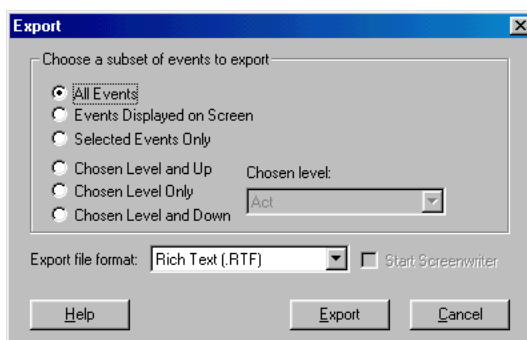 Export
Choose a subset of events to export
All Events
Events Displayed on Screen
Selected Events Only
Chosen Level and Up
Chosen level:
Chosen Level Only
Act
Chosen Level and Down
Export file format: Rich Text (.RTF) Start Screenwriter
Help Export Cancel